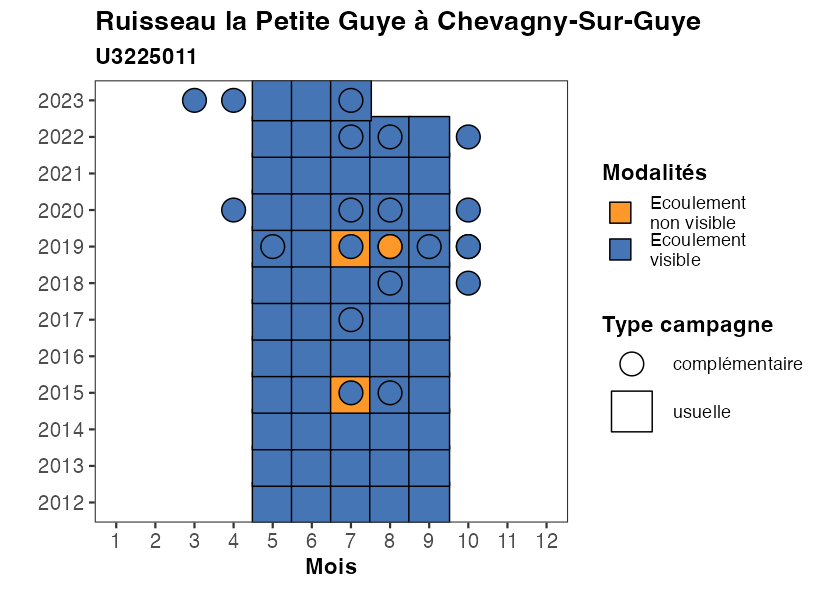 Ruisseau la Petite Guye à Chevagny-Sur-Guye
U3225011
2023
2022
2021
2020
2019
2018
2017
2016
2015
2014
2013
2012
1 2 3 4 5 6 7 8 9 10 11 12
Mois
Modalités
Ecoulement
non visible
Ecoulement
visible
Type campagne
complémentaire
usuelle